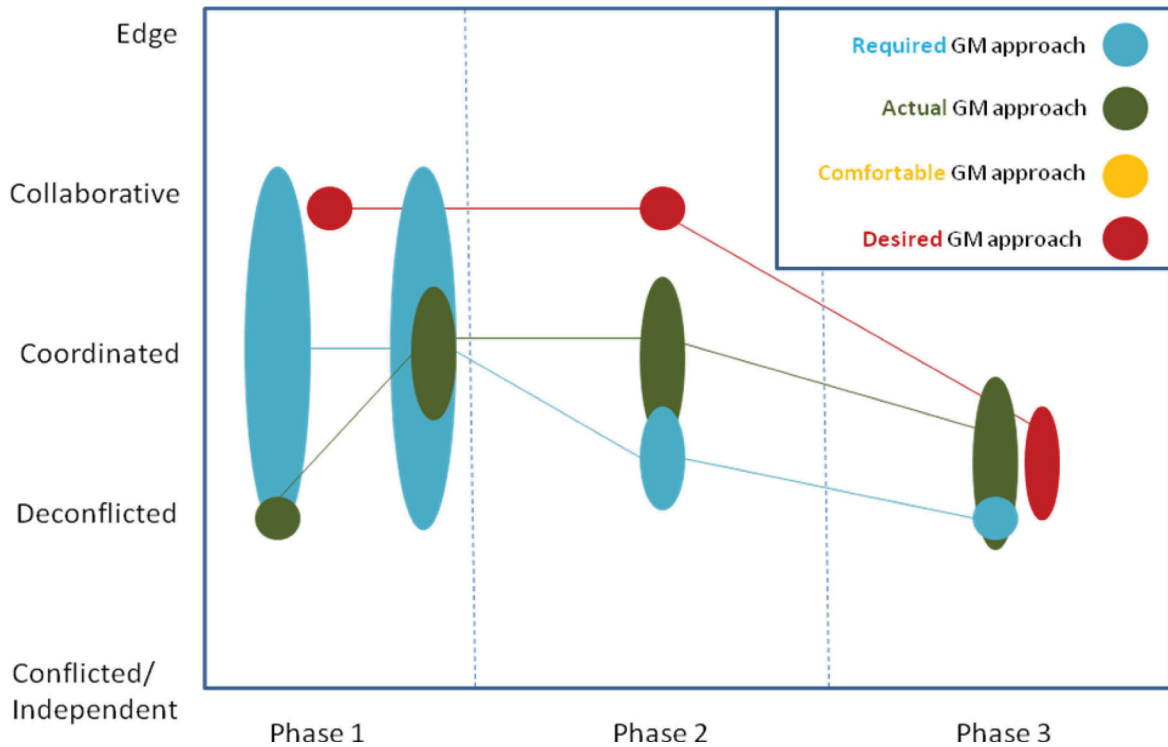 Edge
Required GM approach
Actual GM approach
Collaborative
Comfortable GM approach
Desired GM approach
Coordinated
Deconflicted
Conflicted/
Independent
Phase 1
Phase 2
Phase 3